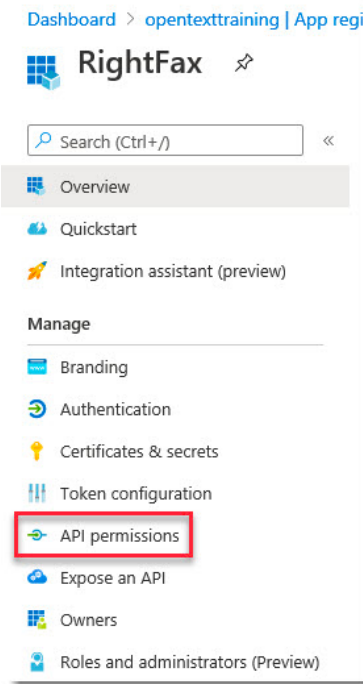 Dashboard > opentexttraining | App regi
RightFax
Search (Ctrl+/)
«
Overview
Quickstart
Integration assistant (preview)
Manage
Branding
Authentication
Certificates & secrets
Token configuration
API permissions
Expose an API
Owners
Roles and administrators (Preview)